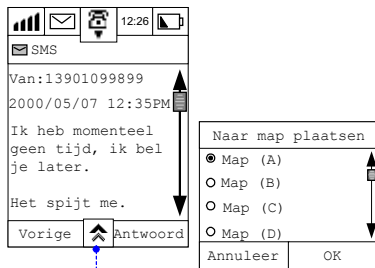 12:26
SMS
Van:13901099899
2000/05/07 12:35PM
Ik heb momenteel
geen tijd, ik bel
je later.
Het spijt me.
Vorige Antwoord
Naar map plaatsen
Map (A)
Map (B)
Map (C)
Map (D)
Annuleer OK